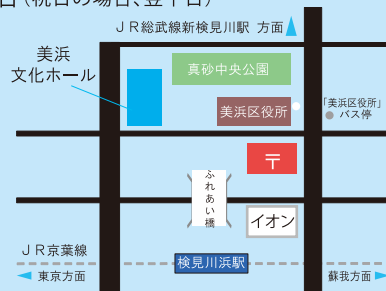 日(祝日の場合、翌平日)
JR総武線新検見川駅 方面
美浜
文化ホール
真砂中央公園
美浜区役所
「美浜区役所」
バス停
〒
ふれあい橋
イオン
JR京葉線
検見川浜駅
東京方面
蘇我方面